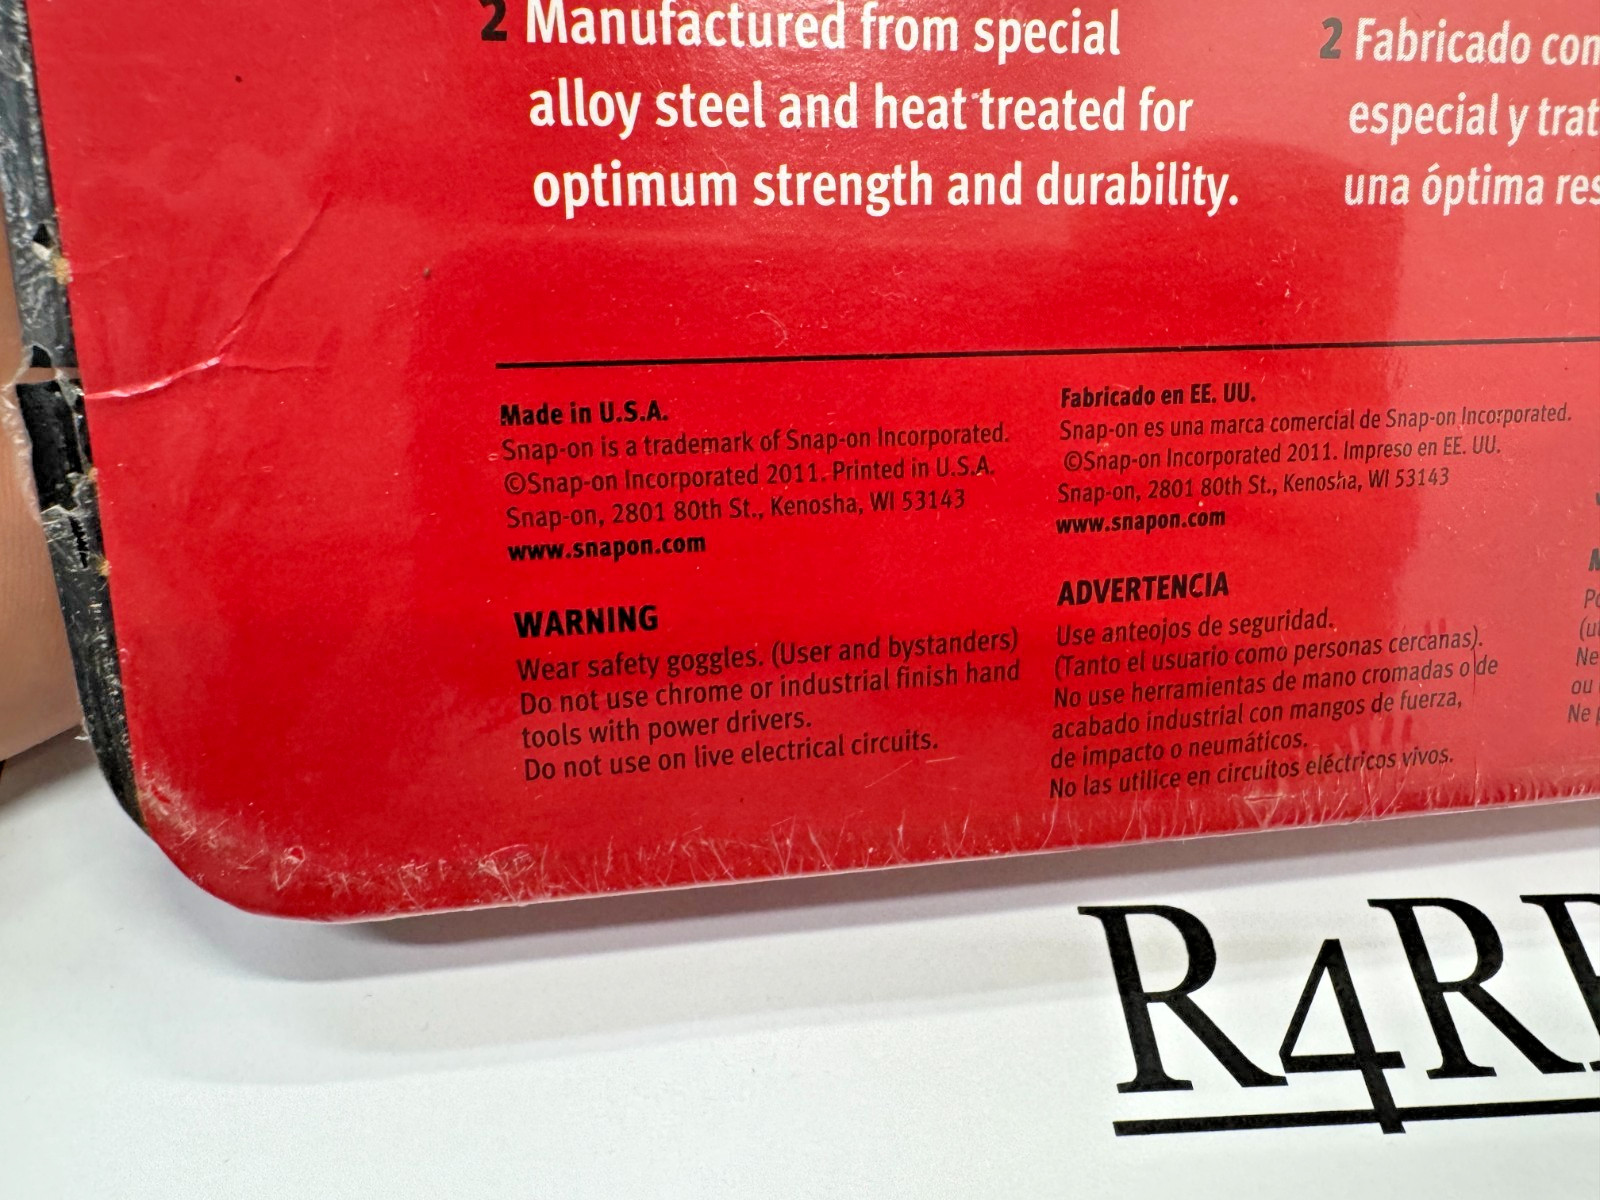 2 Manufactured from special
alloy steel and heat treated for
optimum strength and durability.
2 Fabricado con
especial y trat
una óptima res
Made in U.S.A.
Snap-on is a trademark of Snap-on Incorporated.
©Snap-on Incorporated 2011. Printed in U.S.A.
Snap-on, 2801 80th St., Kenosha, WI 53143
www.snapon.com
WARNING
Wear safety goggles. (User and bystanders)
Do not use chrome or industrial finish hand
tools with power drivers.
Do not use on live electrical circuits.
Fabricado en EE. UU.
Snap-on es una marca comercial de Snap-on Incorporated.
©Snap-on Incorporated 2011. Impreso en EE. UU.
Snap-on, 2801 80th St., Kenosha, WI 53143
www.snapon.com
ADVERTENCIA
Use anteojos de seguridad.
(Tanto el usuario como personas cercanas).
No use herramientas de mano cromadas o de
acabado industrial con mangos de fuerza,
de impacto o neumáticos.
No las utilice en circuitos eléctricos vivos.
Ne
ou
Ne
R4R